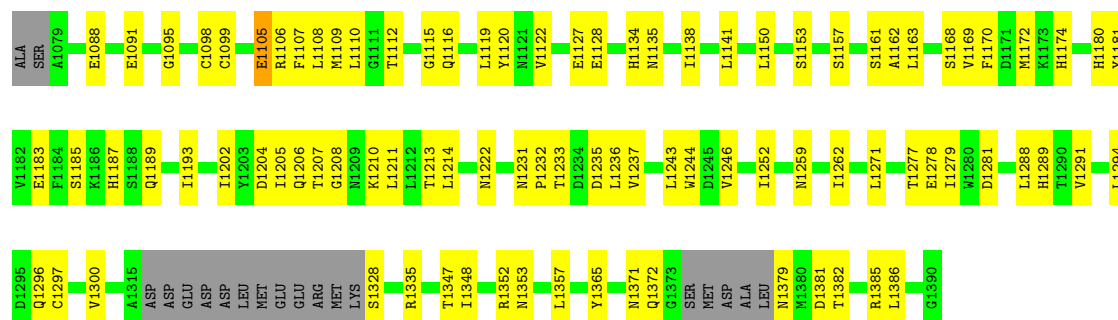 ALA SER A1079 E1088 E1091 G1095 C1098 C1099 E1105 R1106 F1107 L1108 M1109 L1110 G1111 T1112 G1115 Q1116 L1119 Y1120 N1121 V1122 E1127 E1128 H1134 N1135 I1138 L1141 L1150 S1153 S1157 S1161 A1162 L1163 S1168 V1169 F1170 D1171 M1172 K1173 H1174 H1180 Y1181
V1182 E1183 F1184 S1185 K1186 H1187 S1188 Q1189 I1193 I1202 Y1203 D1204 I1205 Q1206 T1207 G1208 N1209 K1210 L1211 L1212 T1213 L1214 N1222 N1231 P1232 T1233 D1234 D1235 L1236 V1237 L1243 W1244 D1245 V1246 I1252 N1259 I1262 L1271 T1277 E1278 I1279 W1280 D1281 L1288 H1289 T1290 V1291 L1294
D1295 Q1296 C1297 V1300 A1315 ASP ASP GLU ASP ASP LEU MET GLU GLU ARG MET LYS S1328 R1335 T1347 I1348 R1352 N1353 L1357 Y1365 N1371 Q1372 G1373 SER MET ASP ALA LEU N1379 M1380 D1381 T1382 R1385 L1386 G1390